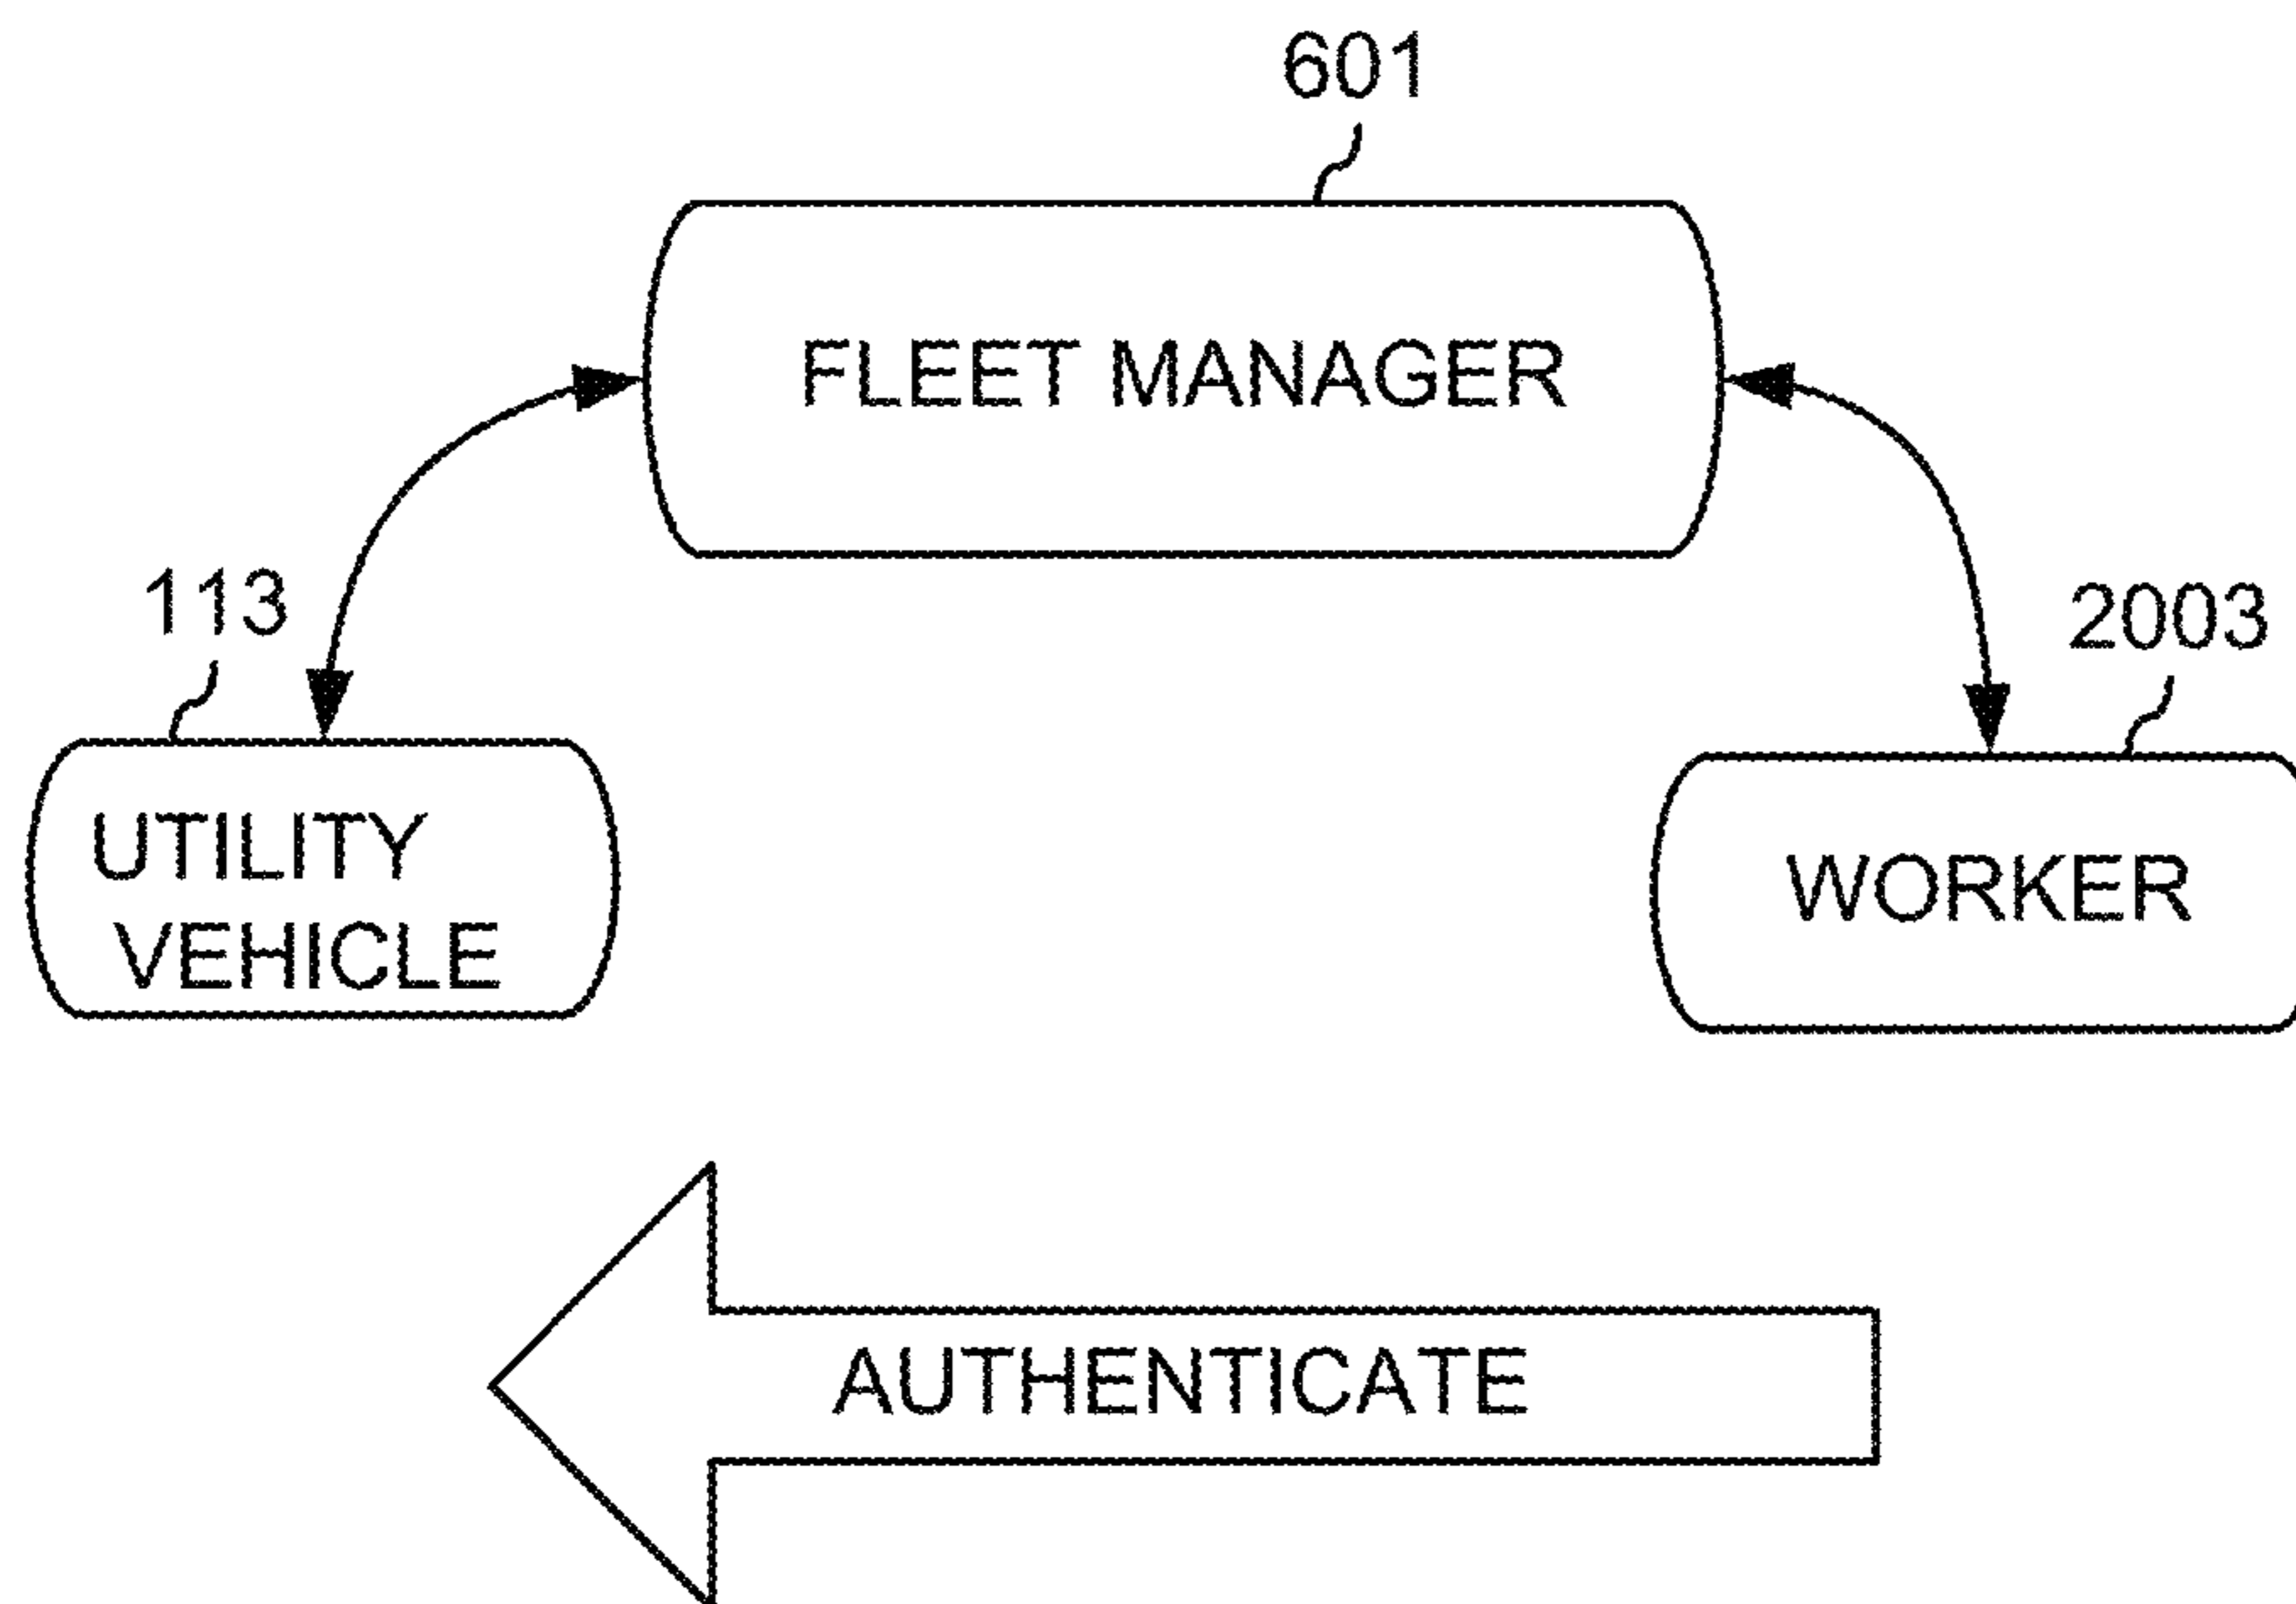 601
FLEET MANAGER
113
2003
UTILITY
VEHICLE
WORKER
AUTHENTICATE